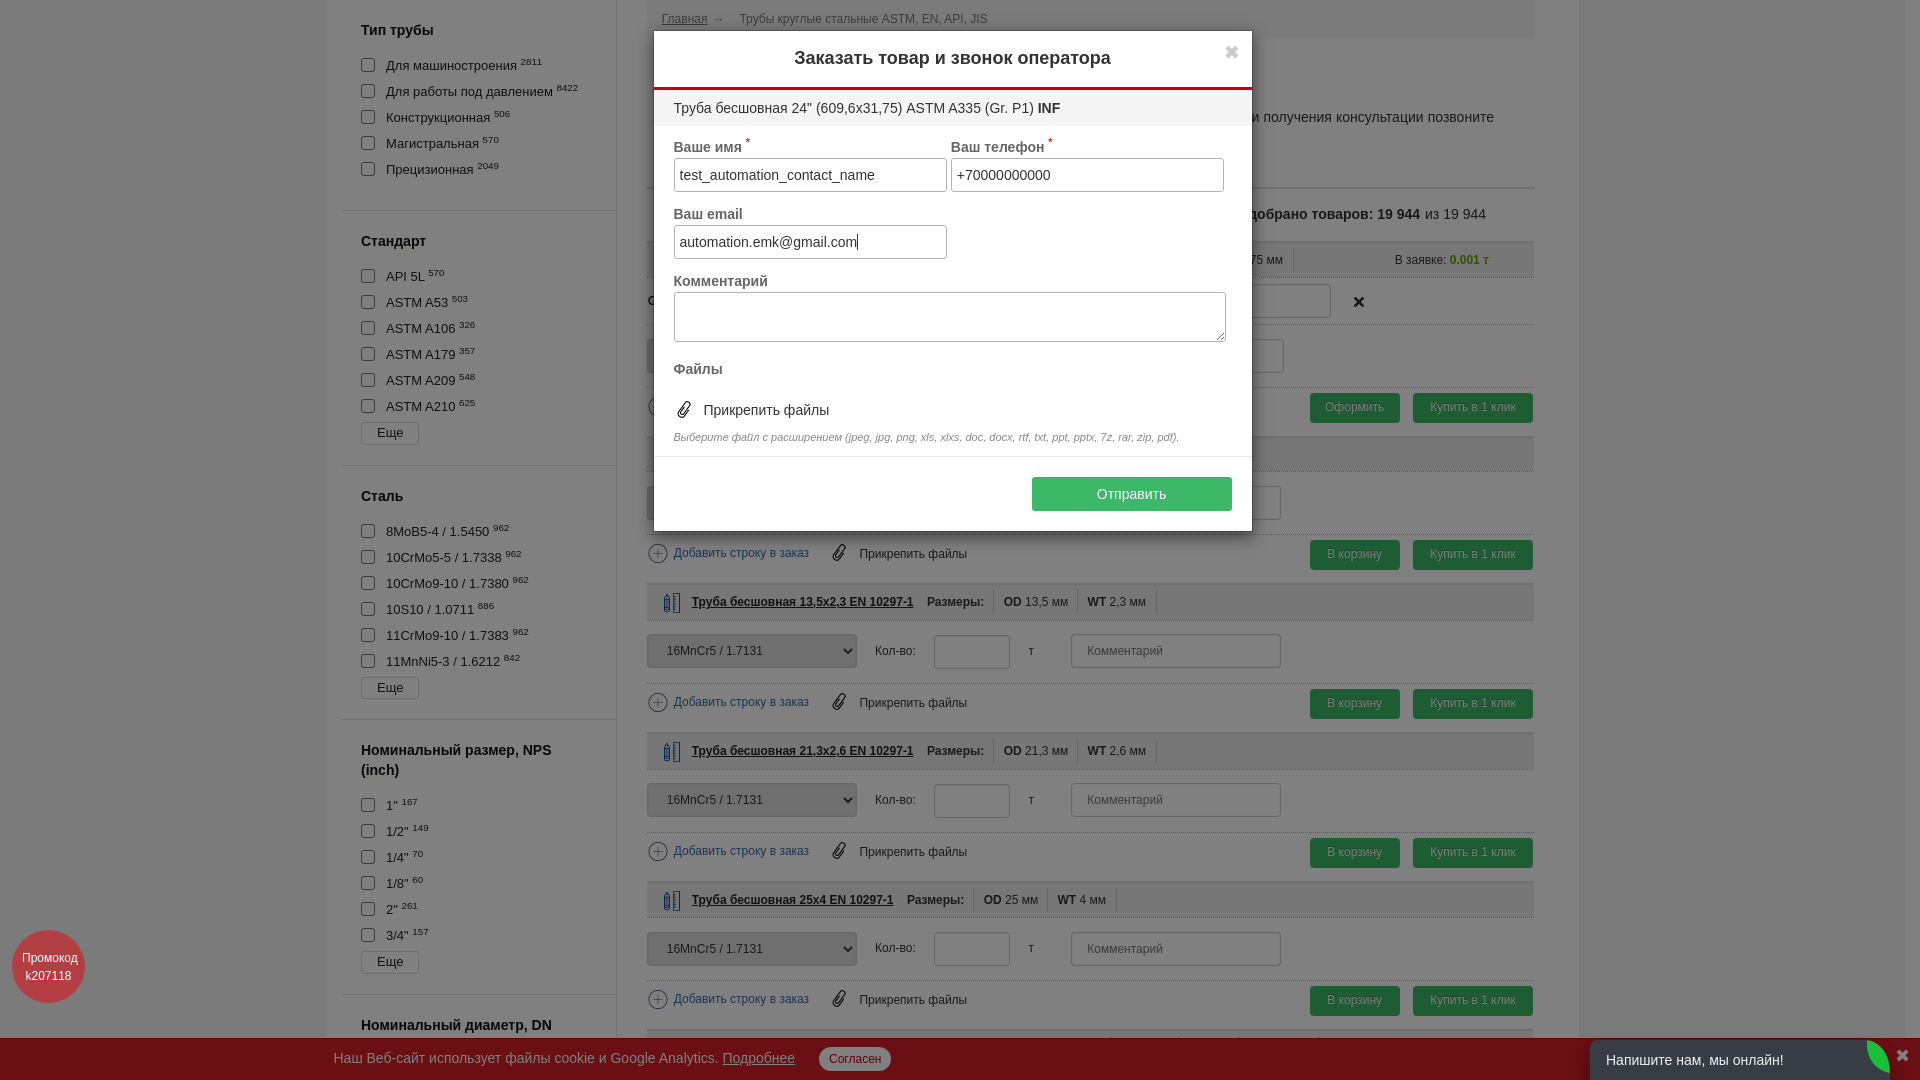 Тип трубы
Для машиностроения 2811
Для работы под давлением 8422
Конструкционная 506
Магистральная 570
Прецизионная 2049
Стандарт
API 5L 570
ASTM A53 503
ASTM A106 326
ASTM A179 357
ASTM A209 548
ASTM A210 625
Еще
Сталь
8MoB5-4 / 1.5450 962
10CrMo5-5 / 1.7338 962
10CrMo9-10 / 1.7380 962
10S10 / 1.0711 886
11CrMo9-10 / 1.7383 962
11MnNi5-3 / 1.6212 842
Еще
Номинальный размер, NPS
(inch)
1" 167
1/2" 149
1/4" 70
1/8" 60
2" 261
3/4" 157
Еще
Номинальный диаметр, DN
Главная → Трубы круглые стальные ASTM, EN, API, JIS
и получения консультации позвоните
добрано товаров: 19 944 из 19 944
75 мм
В заявке: 0.001 т
Оформить
Купить в 1 клик
Заказать товар и звонок оператора
Труба бесшовная 24" (609,6x31,75) ASTM A335 (Gr. P1) INF
Ваше имя * Ваш телефон *
test_automation_contact_name +70000000000
Ваш email
automation.emk@gmail.com
Комментарий
Файлы
Прикрепить файлы
Выберите файл с расширением (jpeg, jpg, png, xls, xlxs, doc, docx, rtf, txt, ppt, pptx, 7z, rar, zip, pdf).
Отправить
Добавить строку в заказ Прикрепить файлы В корзину Купить в 1 клик
Труба бесшовная 13,5x2,3 EN 10297-1 Размеры: OD 13,5 мм WT 2,3 мм
16MnCr5 / 1.7131 Кол-во: т Комментарий
Добавить строку в заказ Прикрепить файлы В корзину Купить в 1 клик
Труба бесшовная 21,3x2,6 EN 10297-1 Размеры: OD 21,3 мм WT 2,6 мм
16MnCr5 / 1.7131 Кол-во: т Комментарий
Добавить строку в заказ Прикрепить файлы В корзину Купить в 1 клик
Труба бесшовная 25x4 EN 10297-1 Размеры: OD 25 мм WT 4 мм
16MnCr5 / 1.7131 Кол-во: т Комментарий
Добавить строку в заказ Прикрепить файлы В корзину Купить в 1 клик
Промокод
k207118
Наш Веб-сайт использует файлы cookie и Google Analytics. Подробнее Согласен
Напишите нам, мы онлайн!